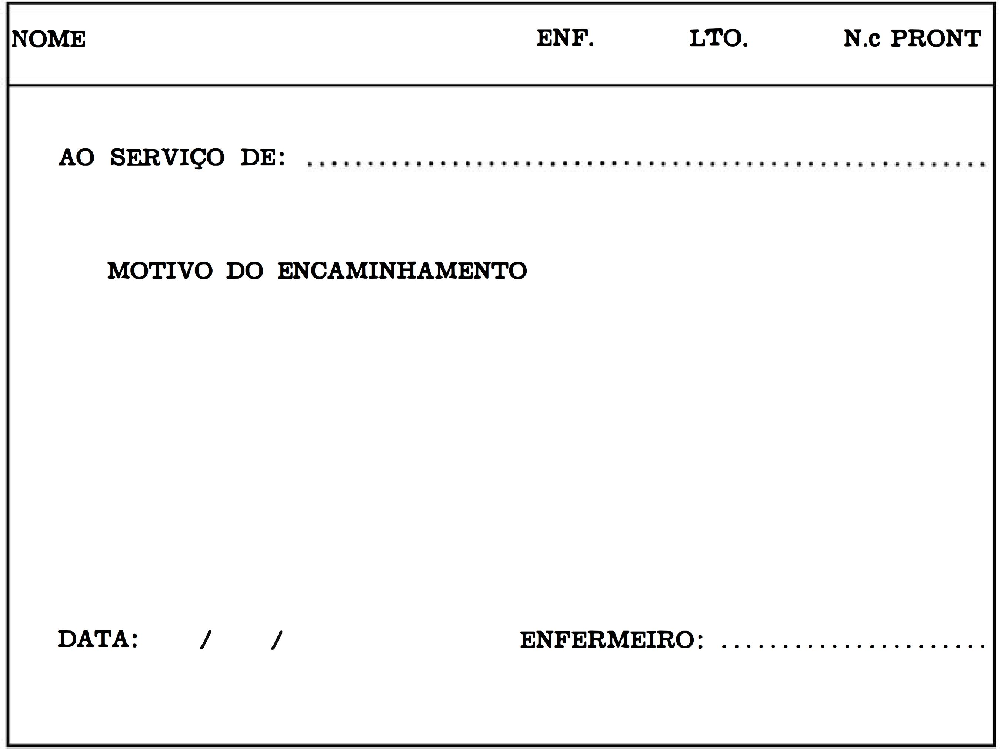 NOME ENF. LTO. N.c PRONT
AO SERVIÇO DE: ........................................................
MOTIVO DO ENCAMINHAMENTO
DATA: / / ENFERMEIRO: ......................